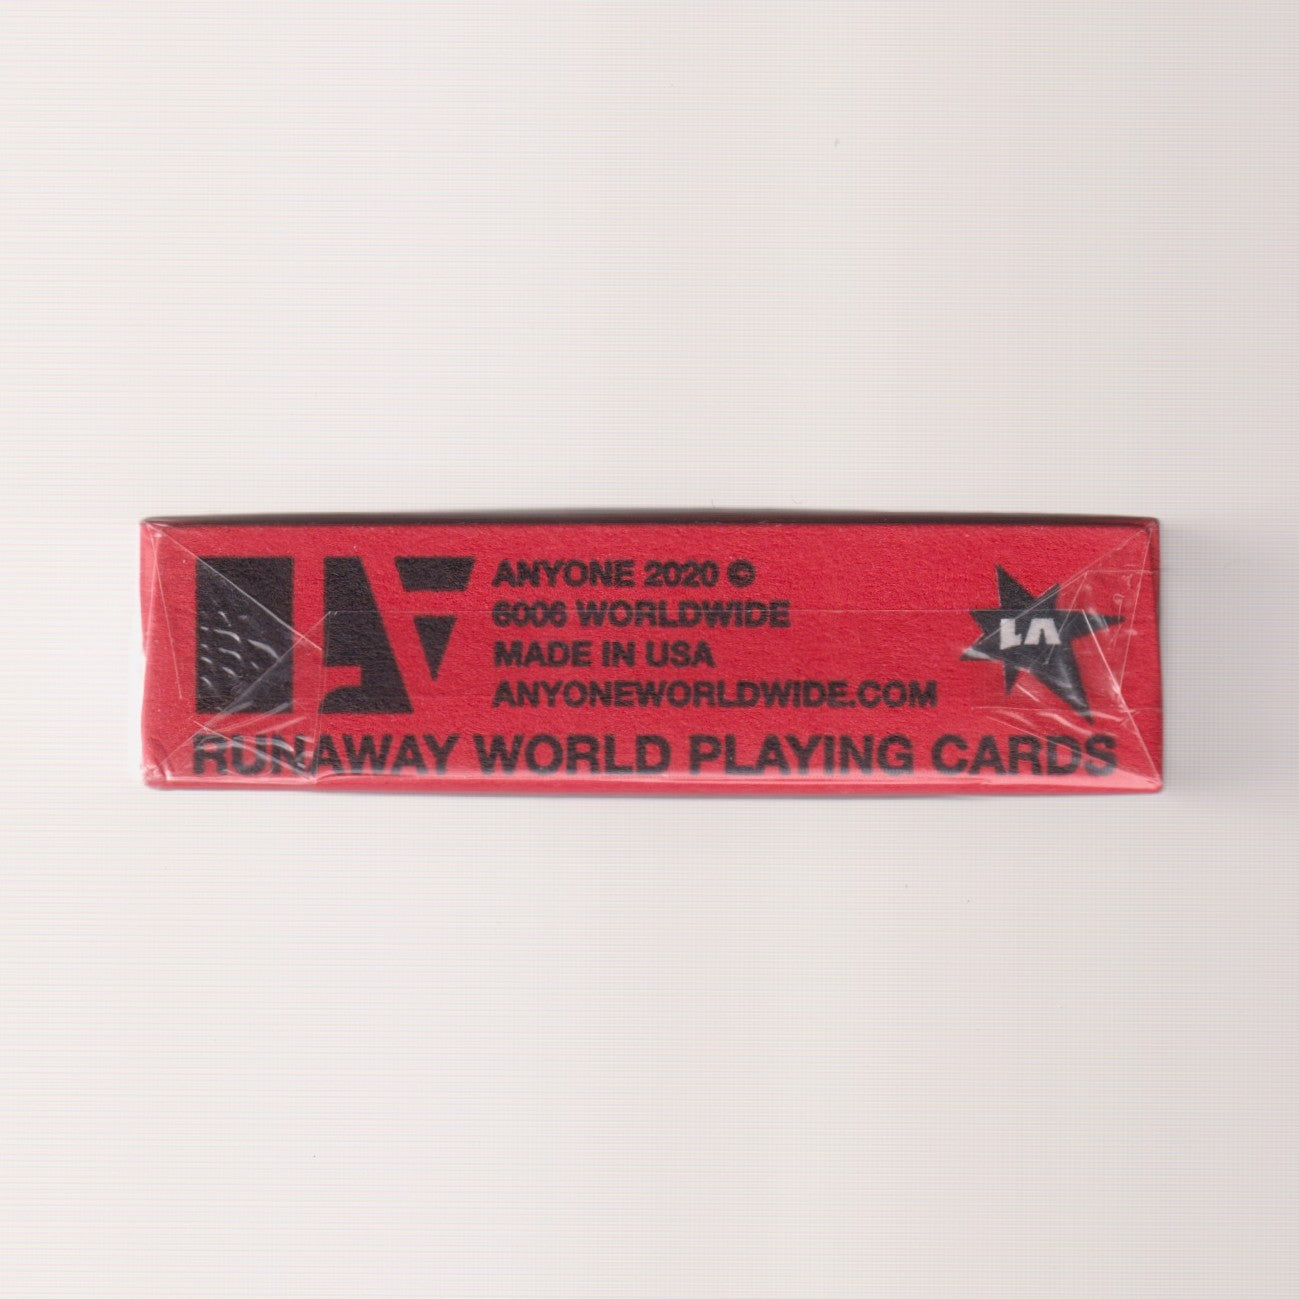 ANYONE 2020 ©
6006 WORLDWIDE
MADE IN USA
ANYONEWORLDWIDE.COM
LA
RUNAWAY WORLD PLAYING CARDS